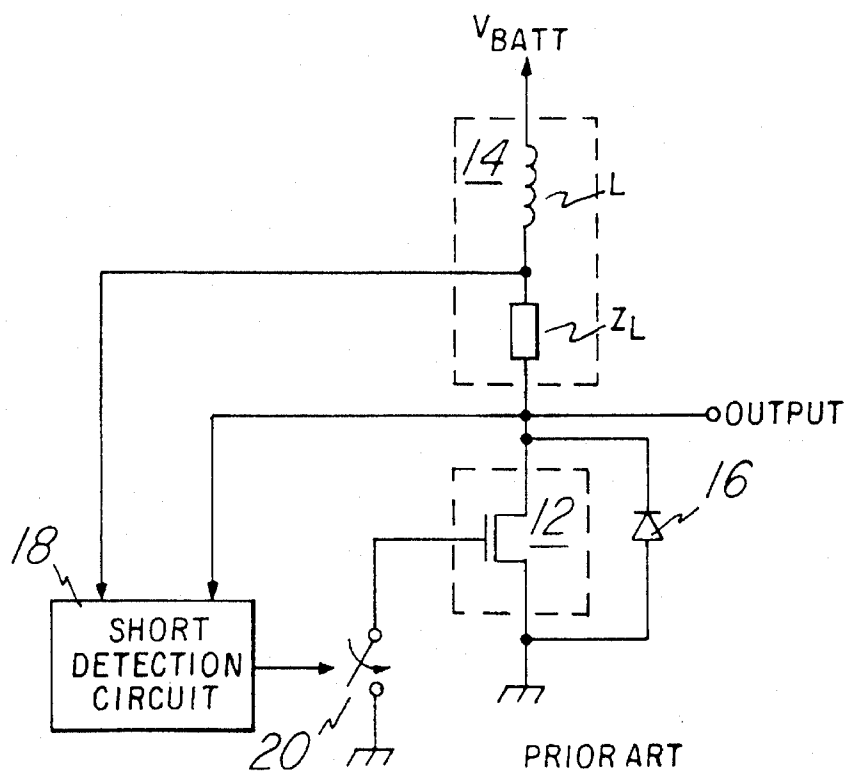 VBATT
14
L
ZL
OUTPUT
12
16
18
SHORT
DETECTION
CIRCUIT
20
PRIOR ART